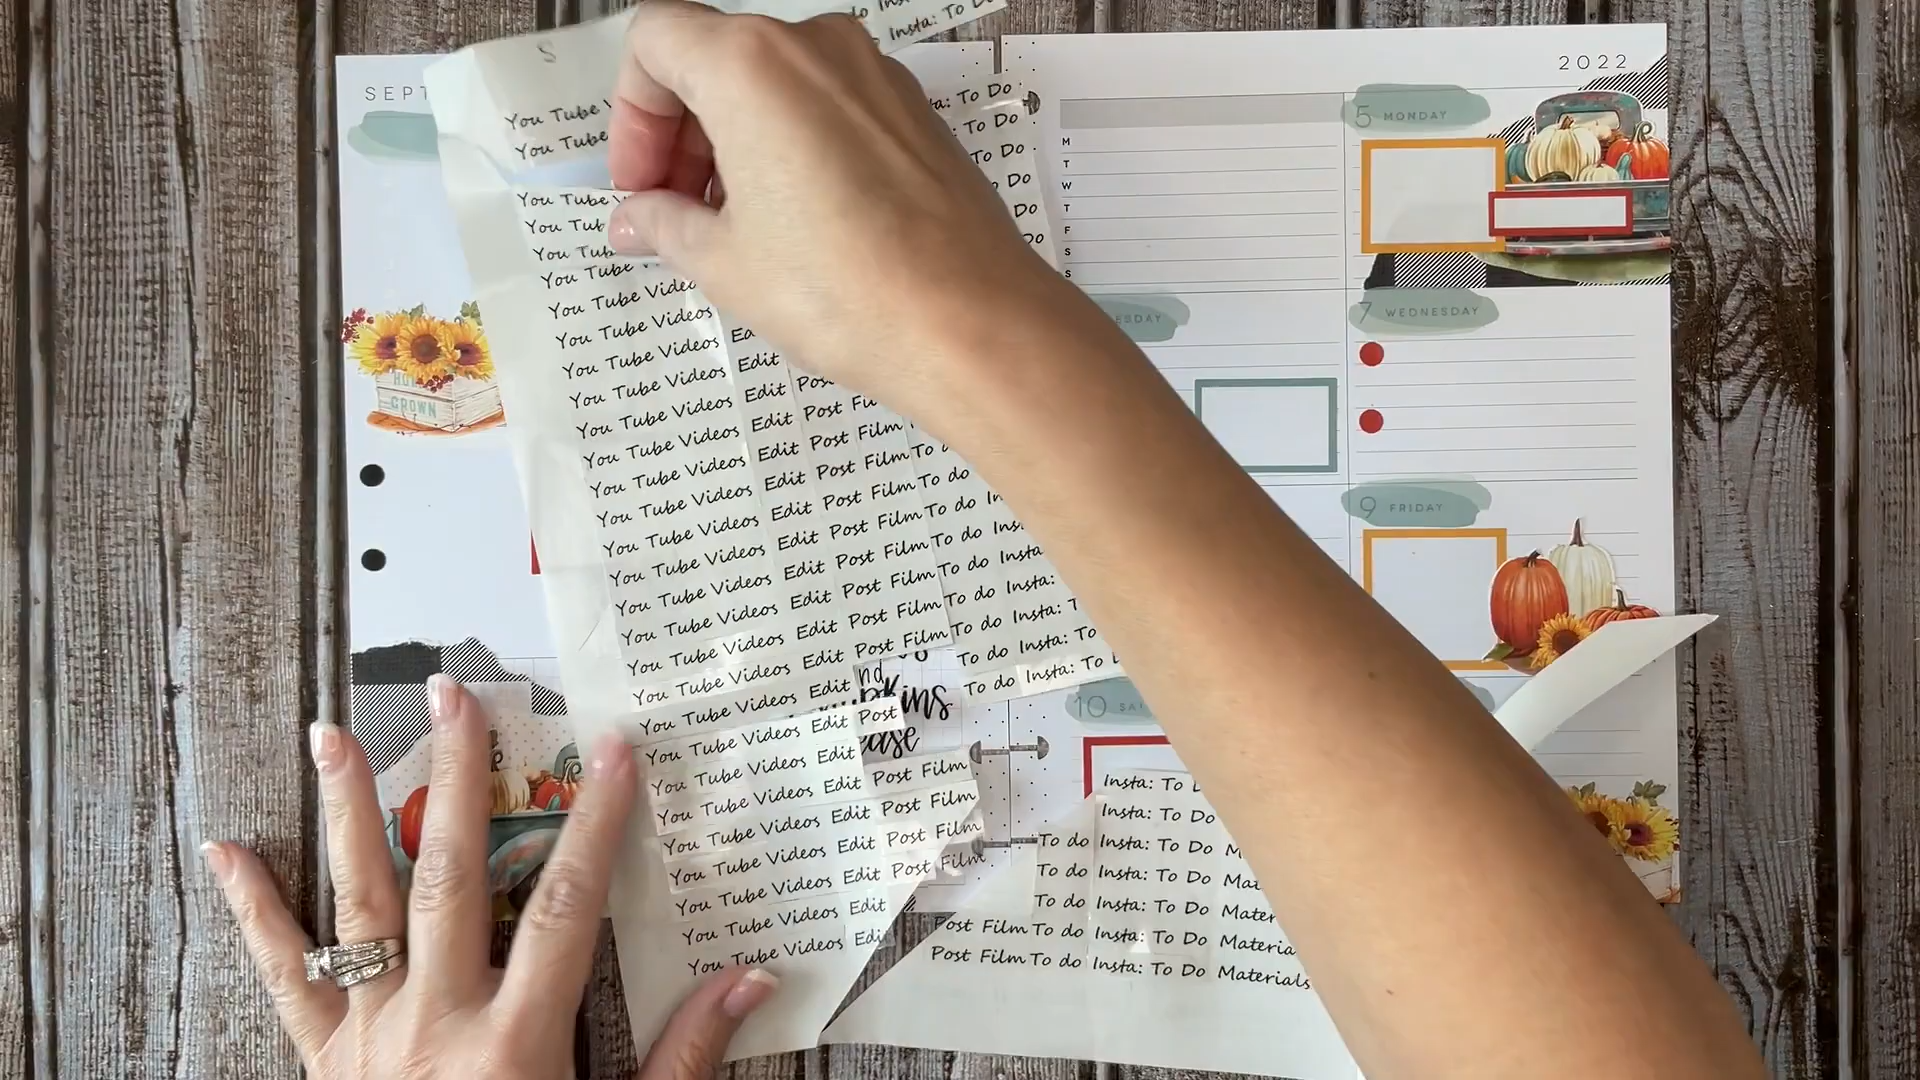 S
Insta: To Do
2022
SEPT
You Tube
You Tube
You Tube
You Tub
You Tub
You Tube
You Tube Video
You Tube Videos
You Tube Videos
You Tube Videos Edit
You Tube Videos Edit Post
You Tube Videos Edit Post
You Tube Videos Edit Post Film To
You Tube Videos Edit Post Film To do
You Tube Videos Edit Post Film To do
You Tube Videos Edit Post Film To do
You Tube Videos Edit Post Film To do Insta
You Tube Videos Edit Post Film To do Insta:
You Tube Videos Edit Post Film To do Insta:
You Tube Videos Edit Post Film To do Insta: To
You Tube Videos Edit To do Insta: To
You Tube Videos Edit Post
You Tube Videos Edit
You Tube Videos Edit Post Film
You Tube Videos Edit Post Film
You Tube Videos Edit Post Film
You Tube Videos Edit Post Film
You Tube Videos Edit
You Tube Videos Edit
To Do
To Do
To Do
Do
Do
Do
M
T
W
T
F
S
S
5 MONDAY
7 WEDNESDAY
9 FRIDAY
10
GROWN
Insta: To
Insta: To Do
To do Insta: To Do
To do Insta: To Do
To do Insta: To Do
Post Film To do Insta: To Do
Post Film To do Insta: To Do Materials